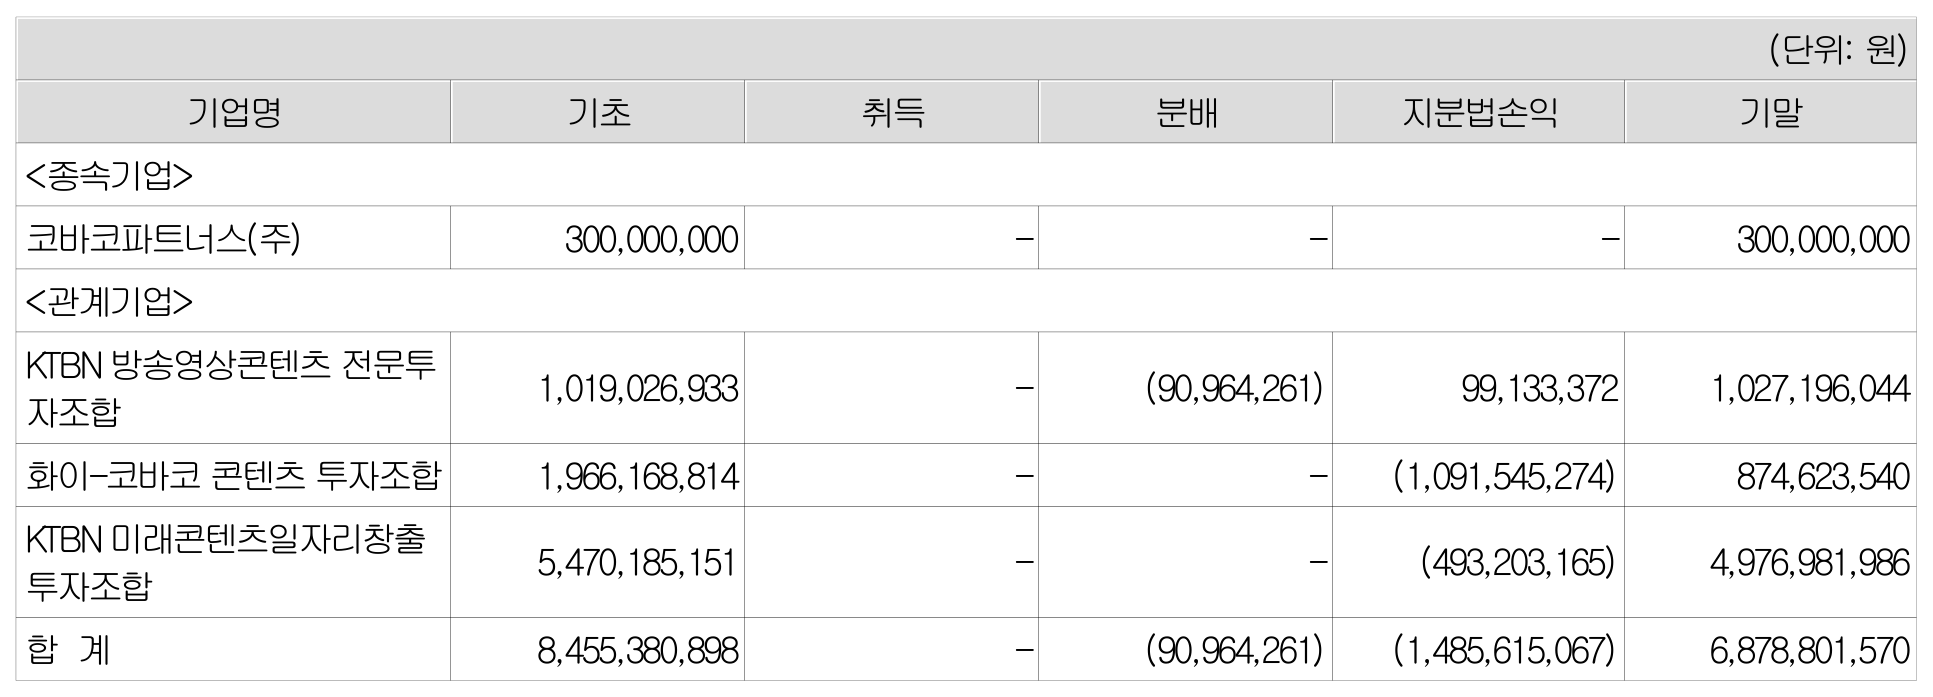 (단위: 원)
기업명 기초 취득 분배 지분법손익 기말
<종속기업>
코바코파트너스(주) 300,000,000 - - - 300,000,000
<관계기업>
KTBN 방송영상콘텐츠 전문투
자조합 1,019,026,933 - (90,964,261) 99,133,372 1,027,196,044
화이-코바코 콘텐츠 투자조합 1,966,168,814 - - (1,091,545,274) 874,623,540
KTBN 미래콘텐츠일자리창출
투자조합 5,470,185,151 - - (493,203,165) 4,976,981,986
합 계 8,455,380,898 - (90,964,261) (1,485,615,067) 6,878,801,570